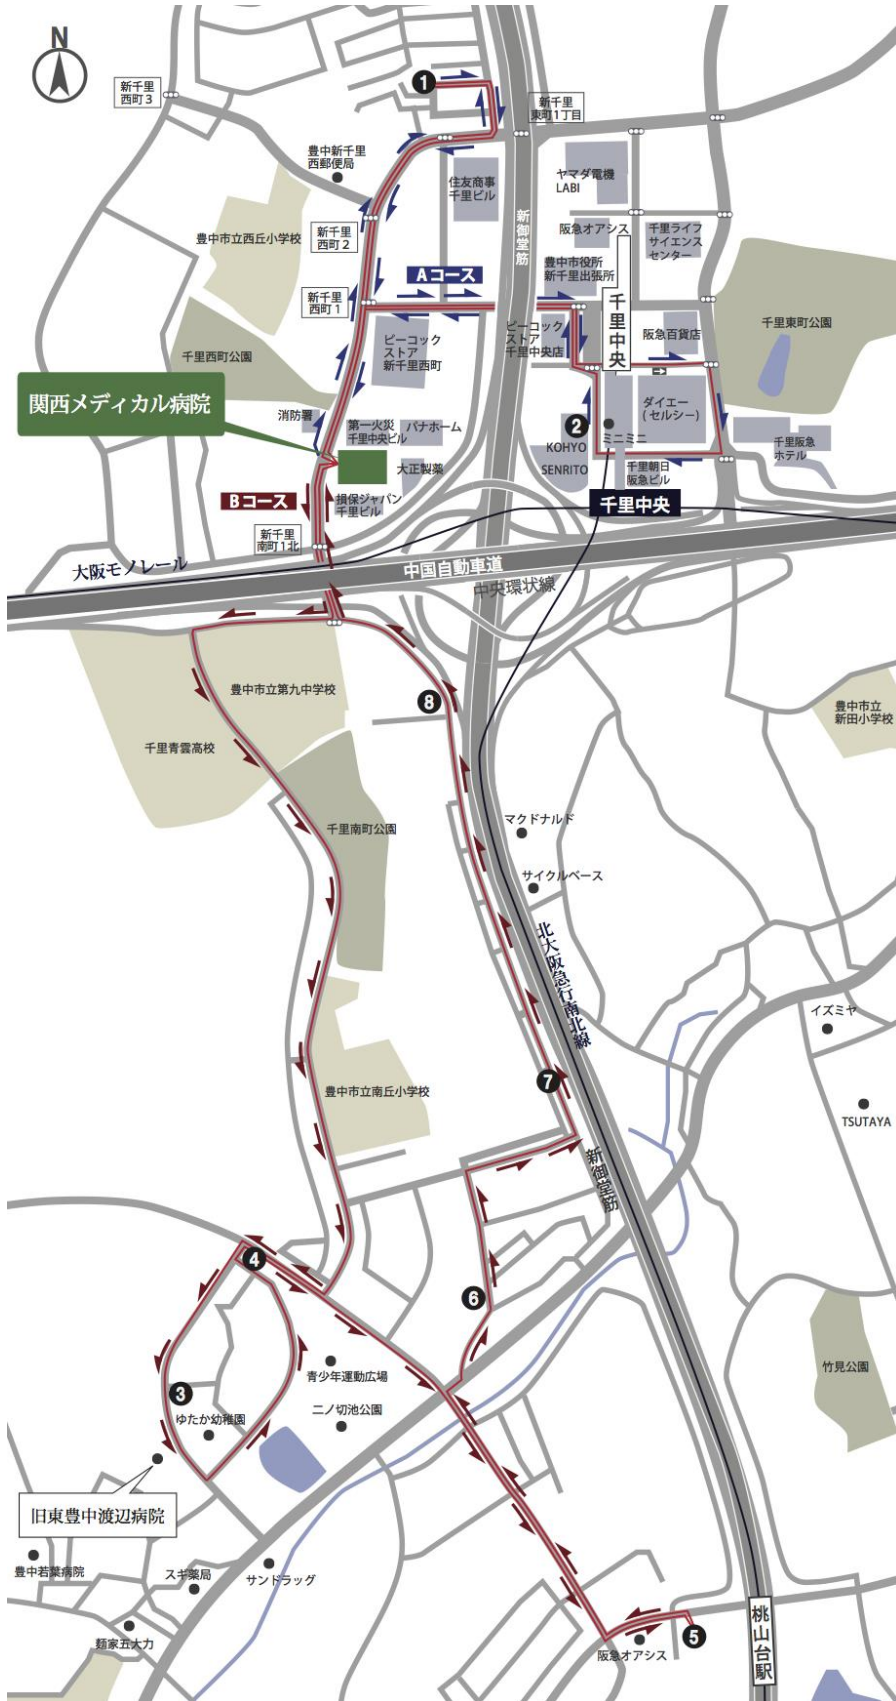 N
新千里
西町3
1
新千里
東町1丁目
豊中新千里
西郵便局
住友商事
千里ビル
ヤマダ電機
LABI
新御堂筋
豊中市立西丘小学校
新千里
西町2
阪急オアシス
千里ライフ
サイエンス
センター
豊中市役所
新千里出張所
Aコース
千里中央
新千里
西町1
ピーコック
ストア
新千里西町
ピーコック
ストア
千里中央店
阪急百貨店
千里東町公園
千里西町公園
関西メディカル病院
消防署
第一火災
千里中央ビル
パナホーム
2
ダイエー
(セルシー)
ミニミニ
KOHYO
SENRITO
千里朝日
阪急ビル
千里阪急
ホテル
大正製薬
Bコース
損保ジャパン
千里ビル
千里中央
新千里
南町1北
大阪モノレール
中国自動車道
中央環状線
豊中市立第九中学校
8
豊中市立
新田小学校
千里青雲高校
千里南町公園
マクドナルド
サイクルベース
北大阪急行南北線
イズミヤ
7
豊中市立南丘小学校
TSUTAYA
新御堂筋
4
6
青少年運動広場
竹見公園
3
ゆたか幼稚園
二ノ切池公園
旧東豊中渡辺病院
豊中若葉病院
スギ薬局
サンドラッグ
麺家五大力
5
阪急オアシス
桃山台駅